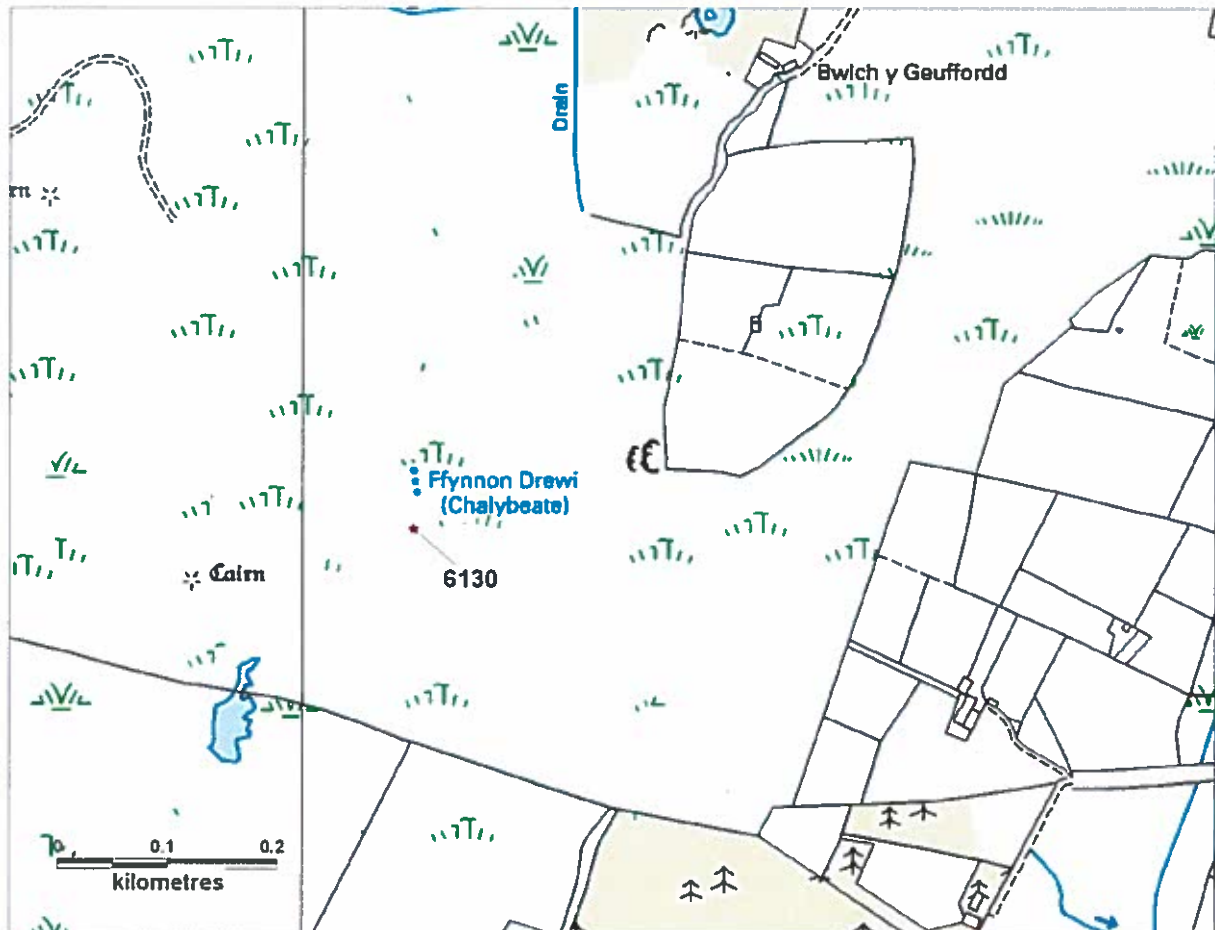 Bwlch y Geuffordd
Drain
rn
Ffynnon Drewi
(Chalybeate)
6130
Cairn
0 0.1 0.2
kilometres